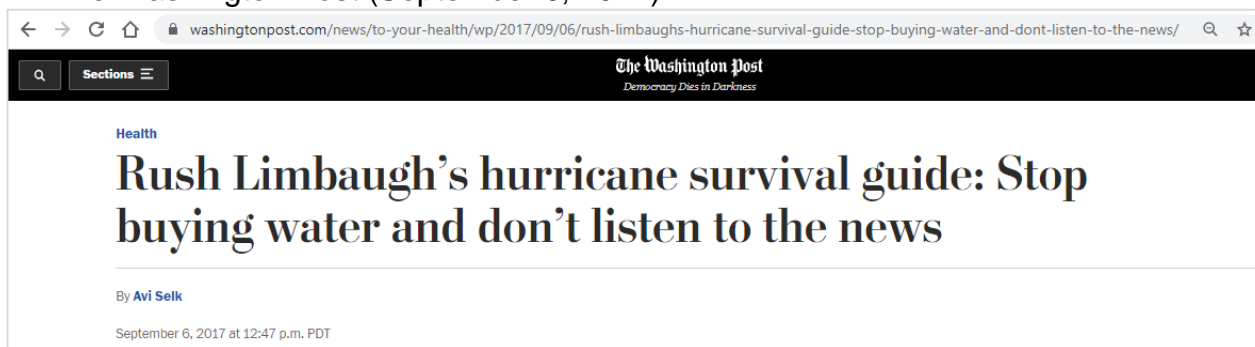 washingtonpost.com/news/to-your-health/wp/2017/09/06/rush-limbaughs-hurricane-survival-guide-stop-buying-water-and-dont-listen-to-the-news/
Sections
The Washington Post
Democracy Dies in Darkness
Health
Rush Limbaugh’s hurricane survival guide: Stop
buying water and don’t listen to the news
By Avi Selk
September 6, 2017 at 12:47 p.m. PDT